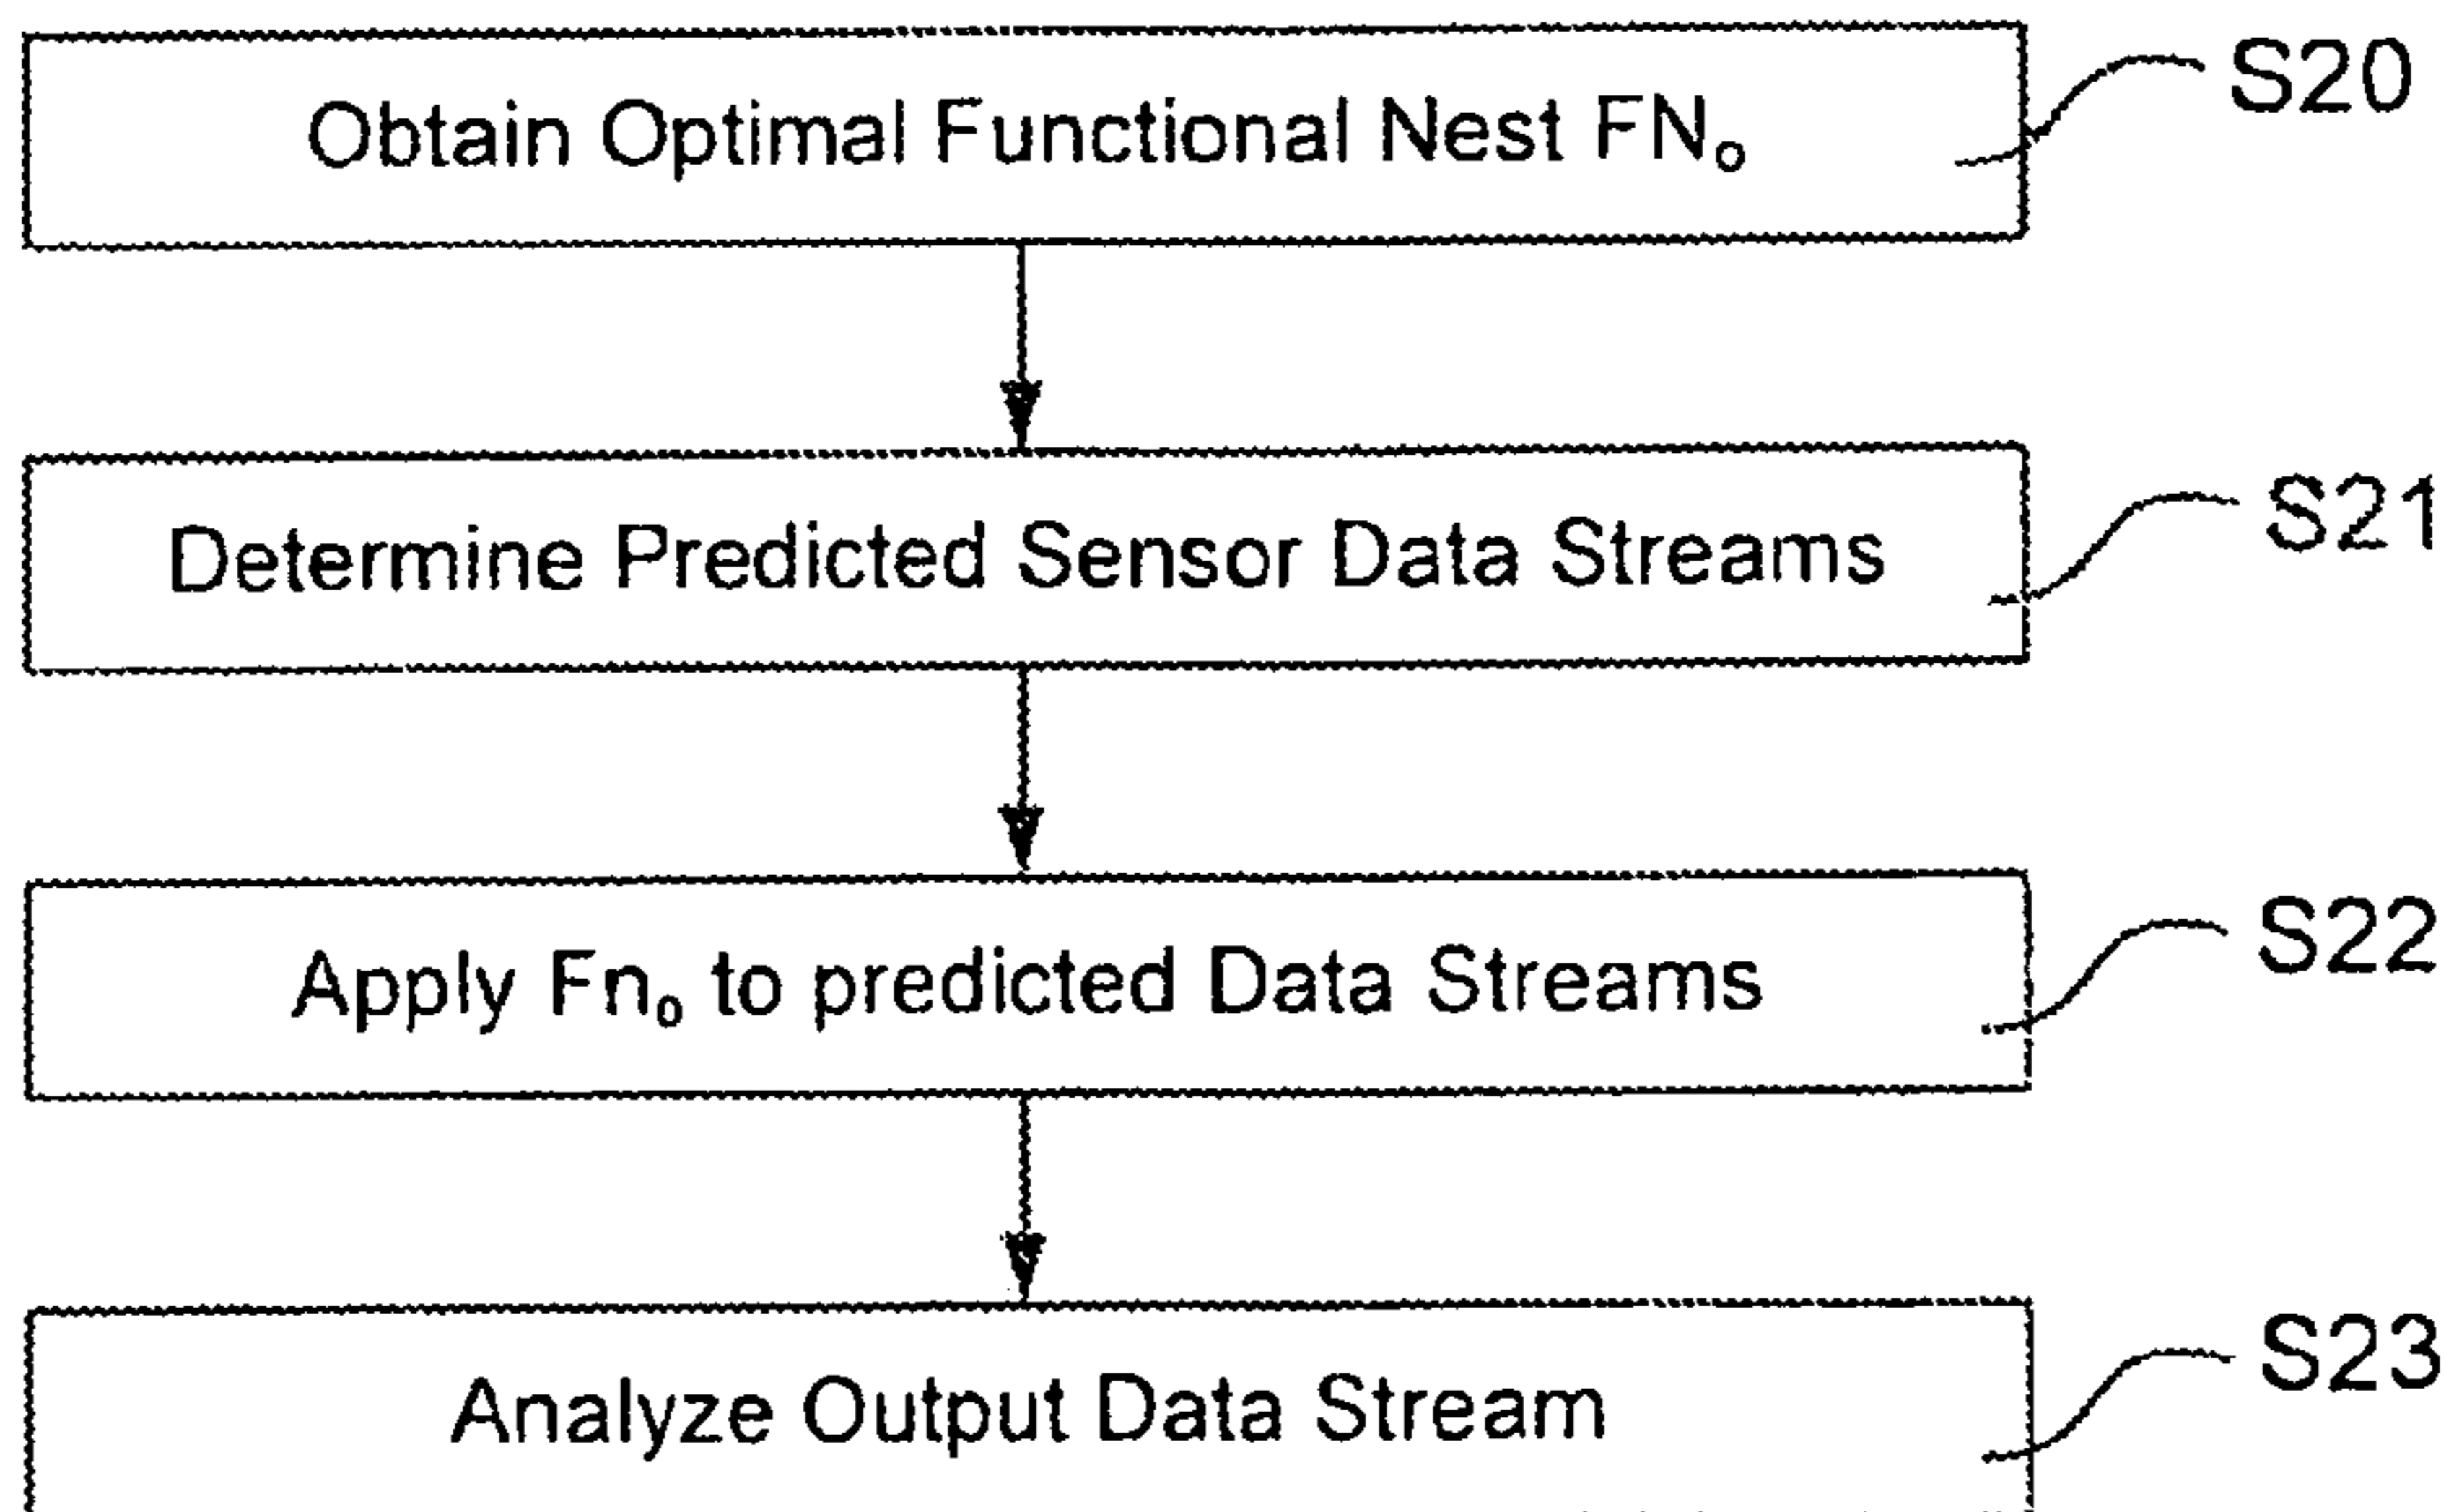 Obtain Optimal Functional Nest FNₒ
S20
Determine Predicted Sensor Data Streams
S21
Apply Fnₒ to predicted Data Streams
S22
Analyze Output Data Stream
S23